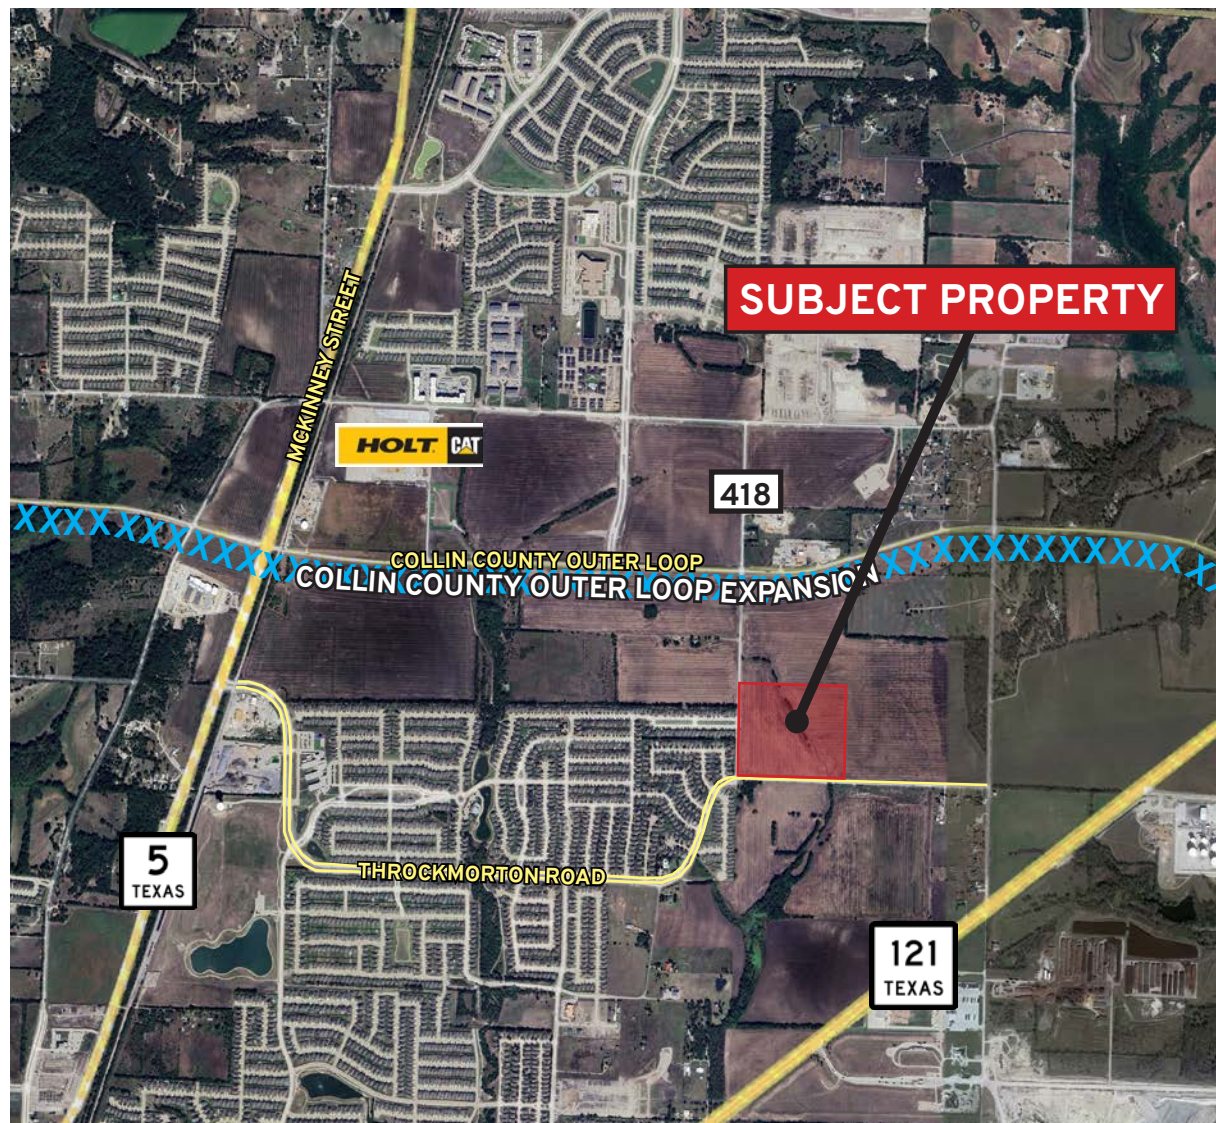 SUBJECT PROPERTY
MCKINNEY STREET
HOLT CAT
418
COLLIN COUNTY OUTER LOOP
COLLIN COUNTY OUTER LOOP EXPANSION
5
TEXAS
THROCKMORTON ROAD
121
TEXAS